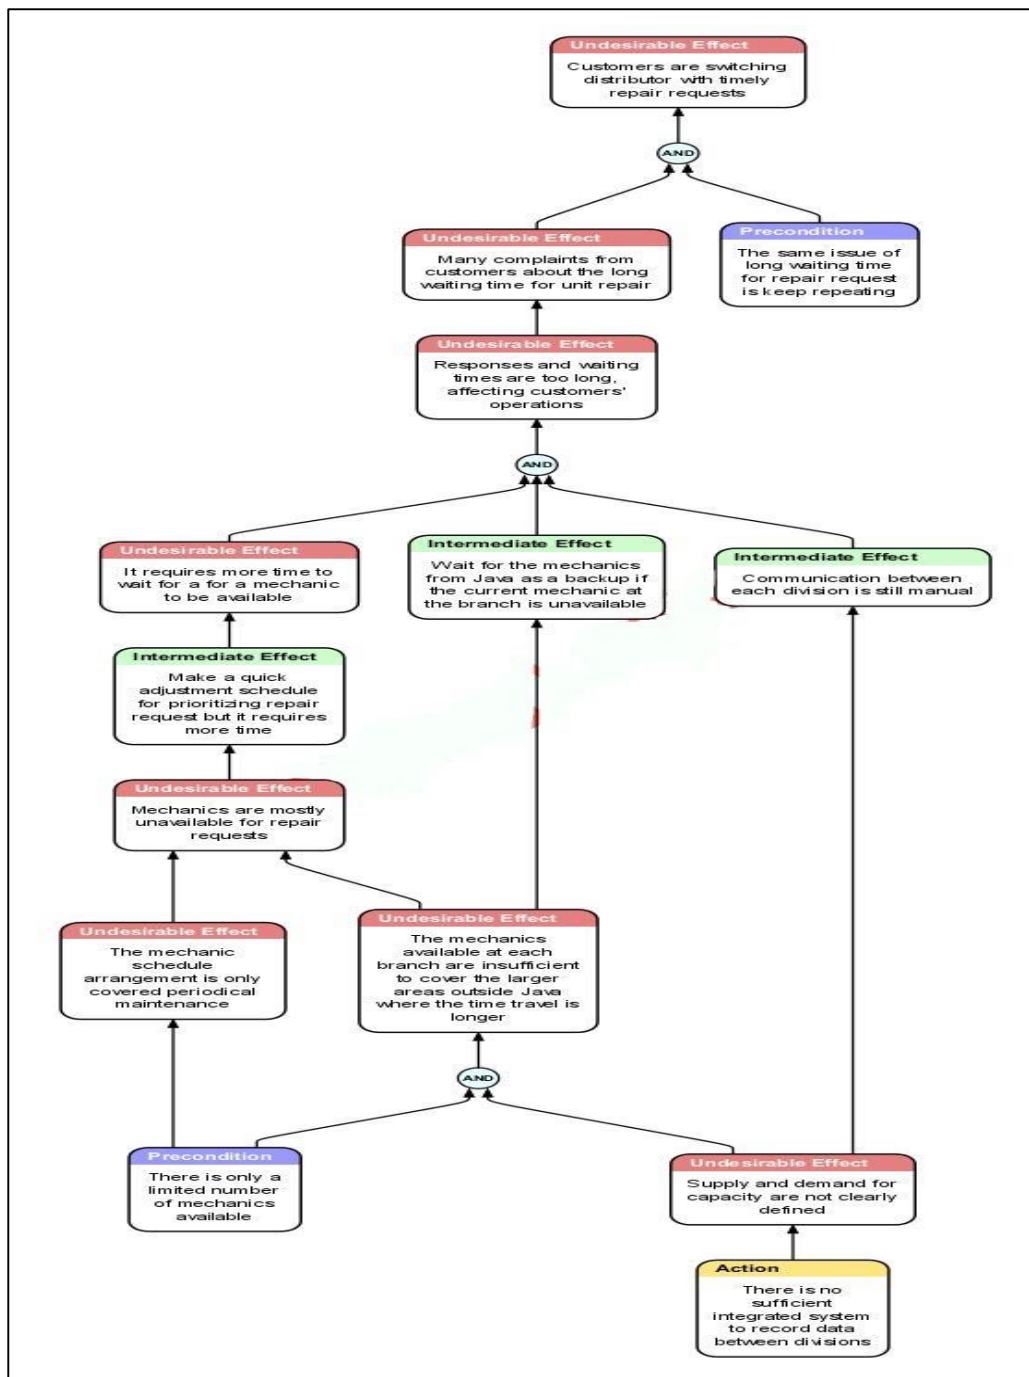 Undesirable Effect
Customers are switching
distributor with timely
repair requests
AND
Undesirable Effect
Many complaints from
customers about the long
waiting time for unit repair
Precondition
The same issue of
long waiting time
for repair request
is keep repeating
Undesirable Effect
Responses and waiting
times are too long,
affecting customers'
operations
AND
Undesirable Effect
It requires more time to
wait for a for a mechanic
to be available
Intermediate Effect
Wait for the mechanics
from Java as a backup if
the current mechanic at
the branch is unavailable
Intermediate Effect
Communication between
each division is still manual
Intermediate Effect
Make a quick
adjustment schedule
for prioritizing repair
request but it requires
more time
Undesirable Effect
Mechanics are mostly
unavailable for repair
requests
Undesirable Effect
The mechanic
schedule
arrangement is only
covered periodical
maintenance
Undesirable Effect
The mechanics
available at each
branch are insufficient
to cover the larger
areas outside Java
where the time travel is
longer
AND
Precondition
There is only a
limited number
of mechanics
available
Undesirable Effect
Supply and demand for
capacity are not clearly
defined
Action
There is no
sufficient
integrated system
to record data
between divisions